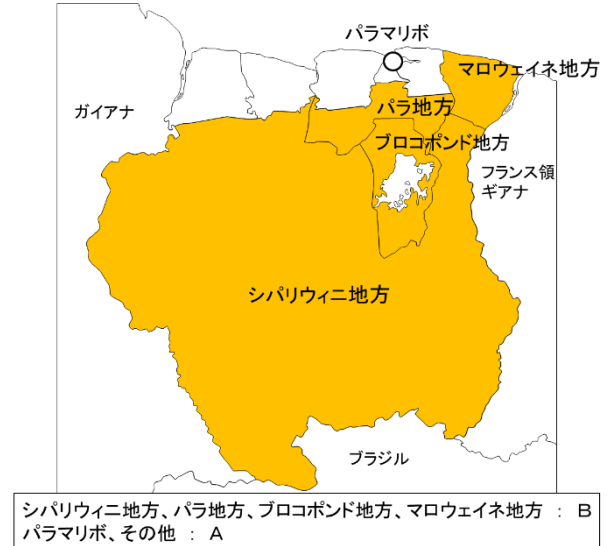 パラマリボ
マロウェイネ地方
ガイアナ
パラ地方
ブロコポンド地方
フランス領
ギアナ
シパリウィニ地方
ブラジル
シパリウィニ地方、パラ地方、ブロコポンド地方、マロウェイネ地方 : B
パラマリボ、その他 : A